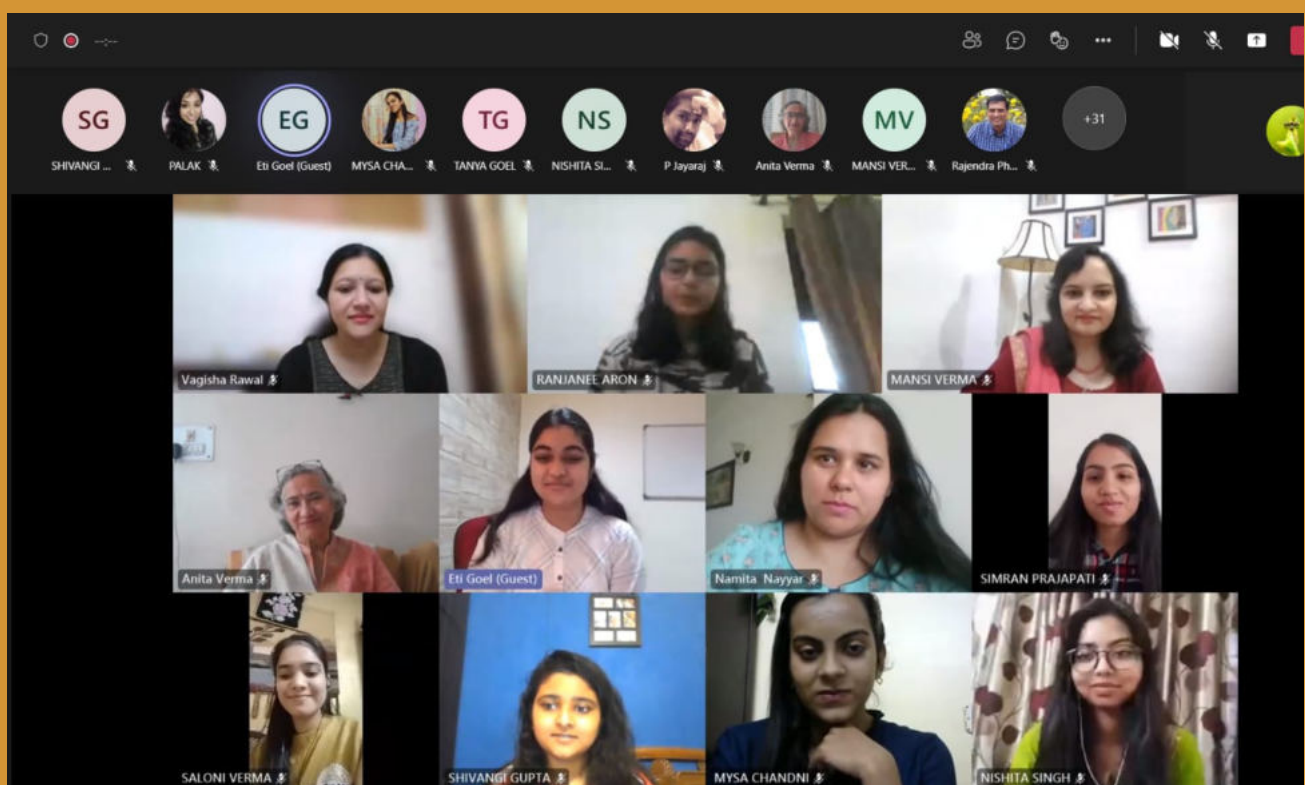 --:--
SG
EG
TG
NS
MV
+31
SHIVANGI ...
PALAK
Eti Goel (Guest)
MYSA CHA...
TANYA GOEL
NISHITA SI...
P Jayaraj
Anita Verma
MANSI VER...
Rajendra Ph...
Vagisha Rawal
RANJANEE ARON
MANSI VERMA
Anita Verma
Eti Goel (Guest)
Namita Nayyar
SIMRAN PRAJAPATI
SALONI VERMA
SHIVANGI GUPTA
MYSA CHANDNI
NISHITA SINGH